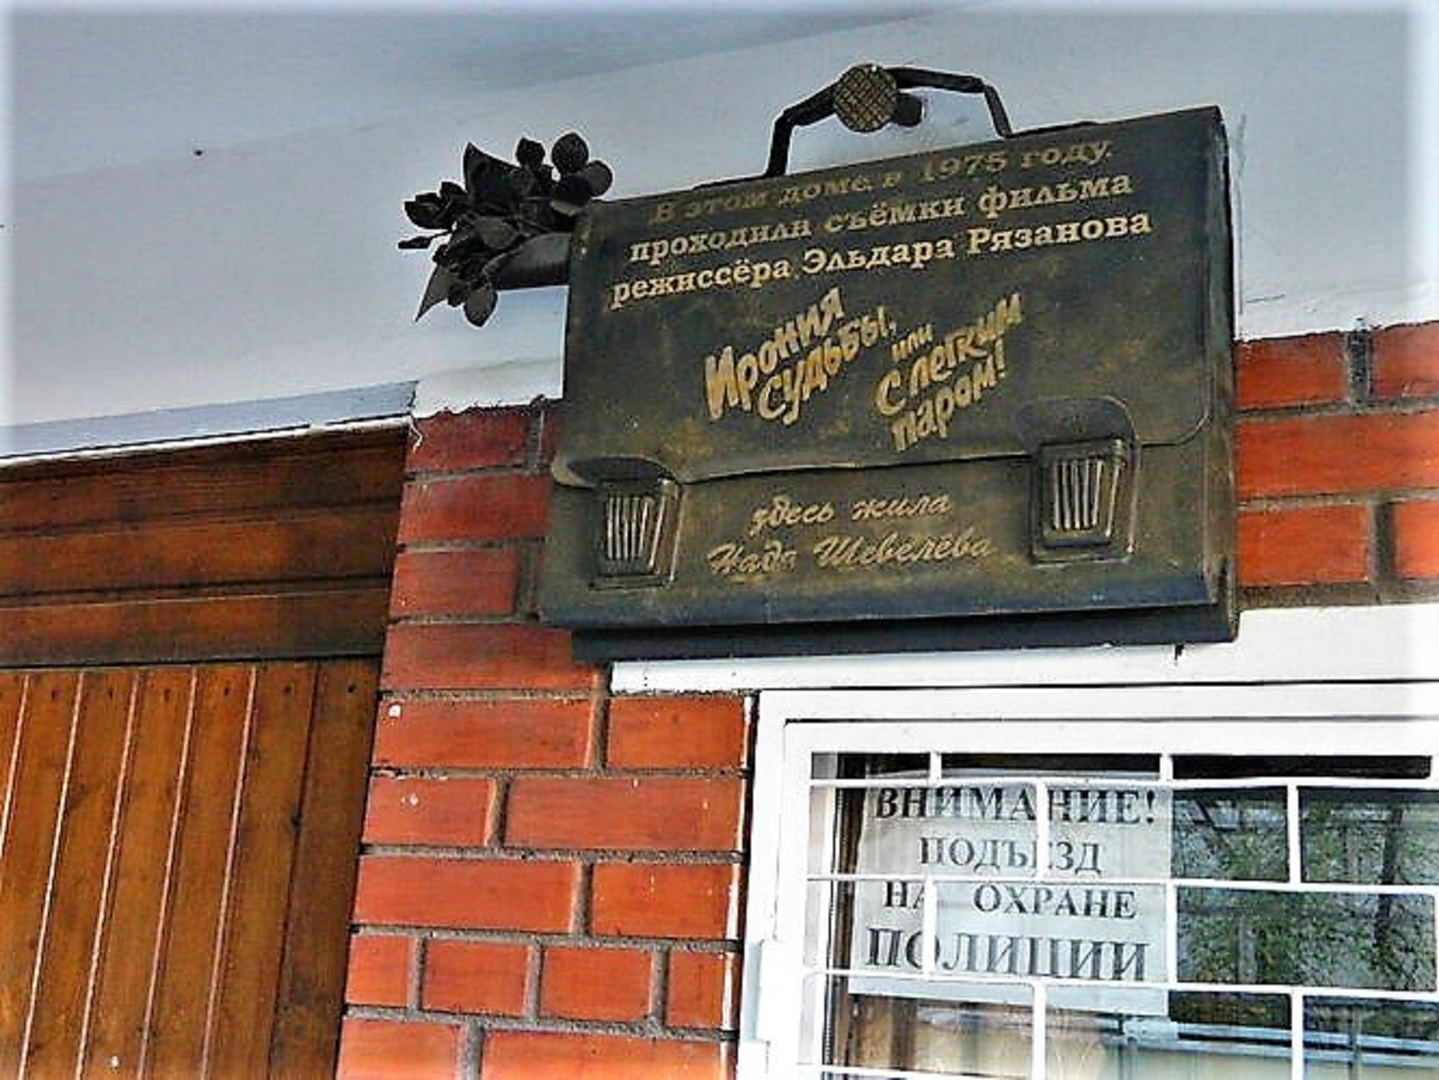 В этом доме в 1975 году
проходили съёмки фильма
режиссёра Эльдара Рязанова
Ирония
судьбы,
или
С легким
паром!
здесь жила
Надя Шевелёва
ВНИМАНИЕ!
ПОДЪЕЗД
НА ОХРАНЕ
ПОЛИЦИИ